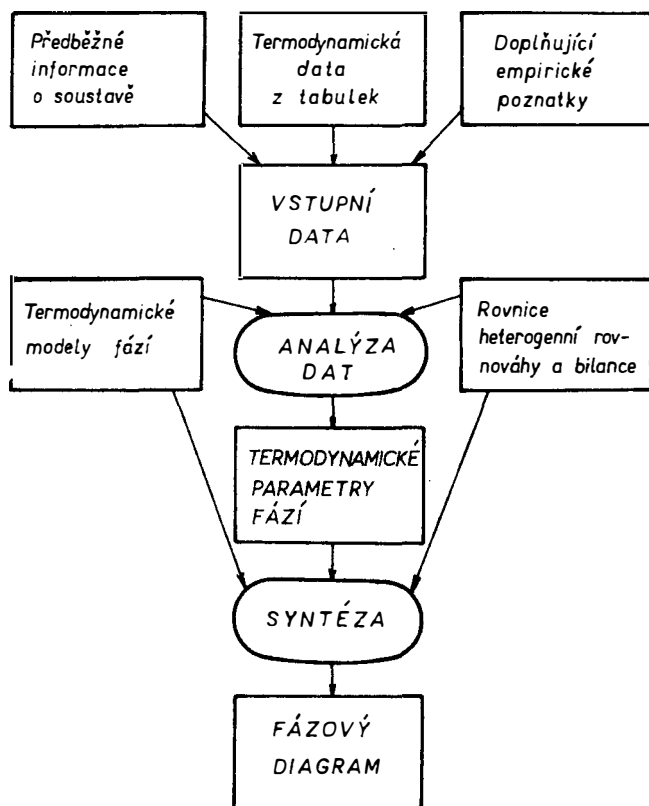 Předběžné
informace
o soustavě
Termodynamická
data
z tabulek
Doplňující
empirické
poznatky
VSTUPNÍ
DATA
Termodynamické
modely fází
Rovnice
heterogenní rov-
nováhy a bilance
ANALÝZA
DAT
TERMODYNAMICKÉ
PARAMETRY
FÁZÍ
SYNTÉZA
FÁZOVÝ
DIAGRAM